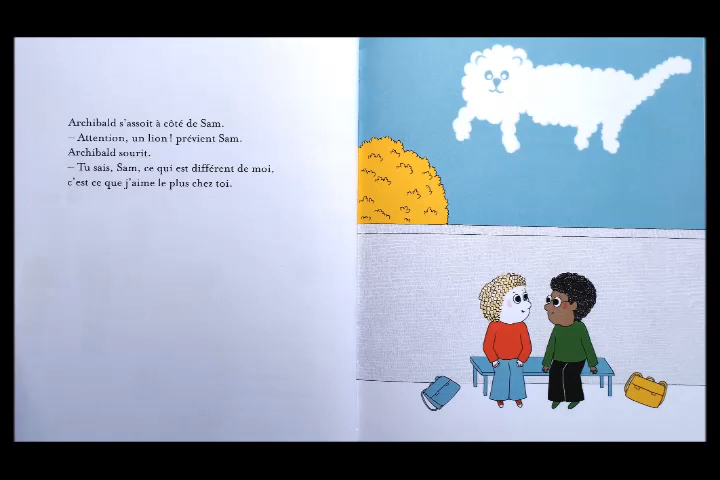 Archibald s'assoit à côté de Sam.
– Attention, un lion ! prévient Sam.
Archibald sourit.
– Tu sais, Sam, ce qui est différent de moi,
c'est ce que j'aime le plus chez toi.